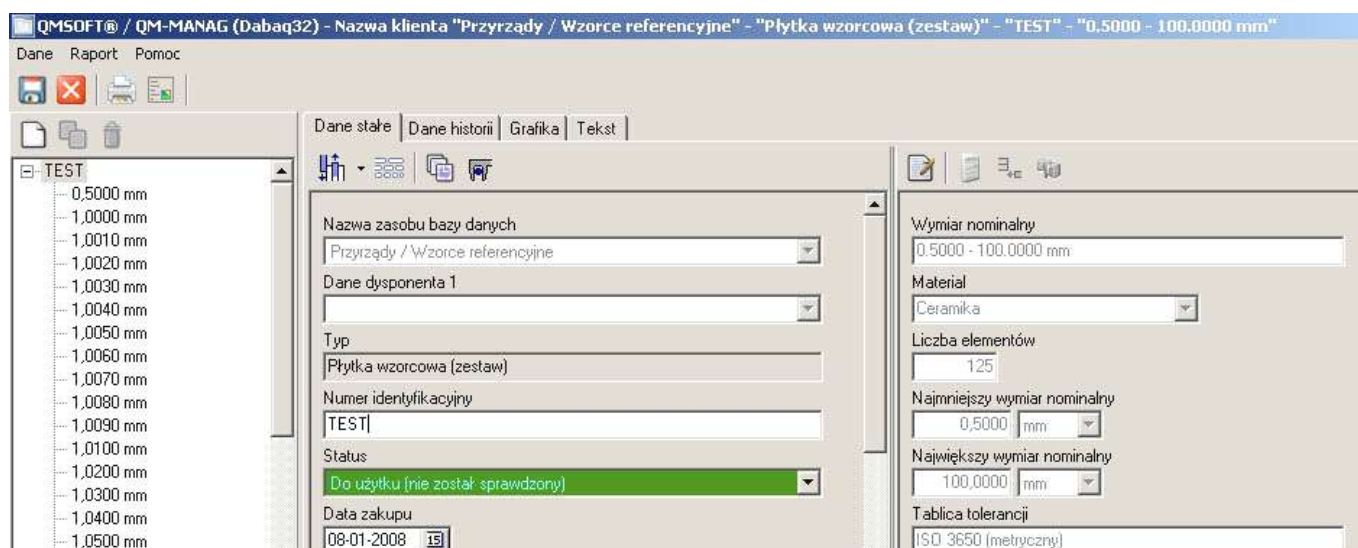 QMSOFT® / QM-MANAG (Dabaq32) - Nazwa klienta "Przyrządy / Wzorce referencyjne" - "Płytka wzorcowa (zestaw)" - "TEST" - "0.5000 - 100.0000 mm"
Dane Raport Pomoc
TEST
0,5000 mm
1,0000 mm
1,0010 mm
1,0020 mm
1,0030 mm
1,0040 mm
1,0050 mm
1,0060 mm
1,0070 mm
1,0080 mm
1,0090 mm
1,0100 mm
1,0200 mm
1,0300 mm
1,0400 mm
1,0500 mm
Dane stałe Dane historii Grafika Tekst
Nazwa zasobu bazy danych
Przyrządy / Wzorce referencyjne
Dane dysponenta 1
Typ
Płytka wzorcowa (zestaw)
Numer identyfikacyjny
TEST
Status
Do użytku (nie został sprawdzony)
Data zakupu
08-01-2008 15
Wymiar nominalny
0.5000 - 100.0000 mm
Materiał
Ceramika
Liczba elementów
125
Najmniejszy wymiar nominalny
0,5000 mm
Największy wymiar nominalny
100,0000 mm
Tablica tolerancji
ISO 3650 (metryczny)